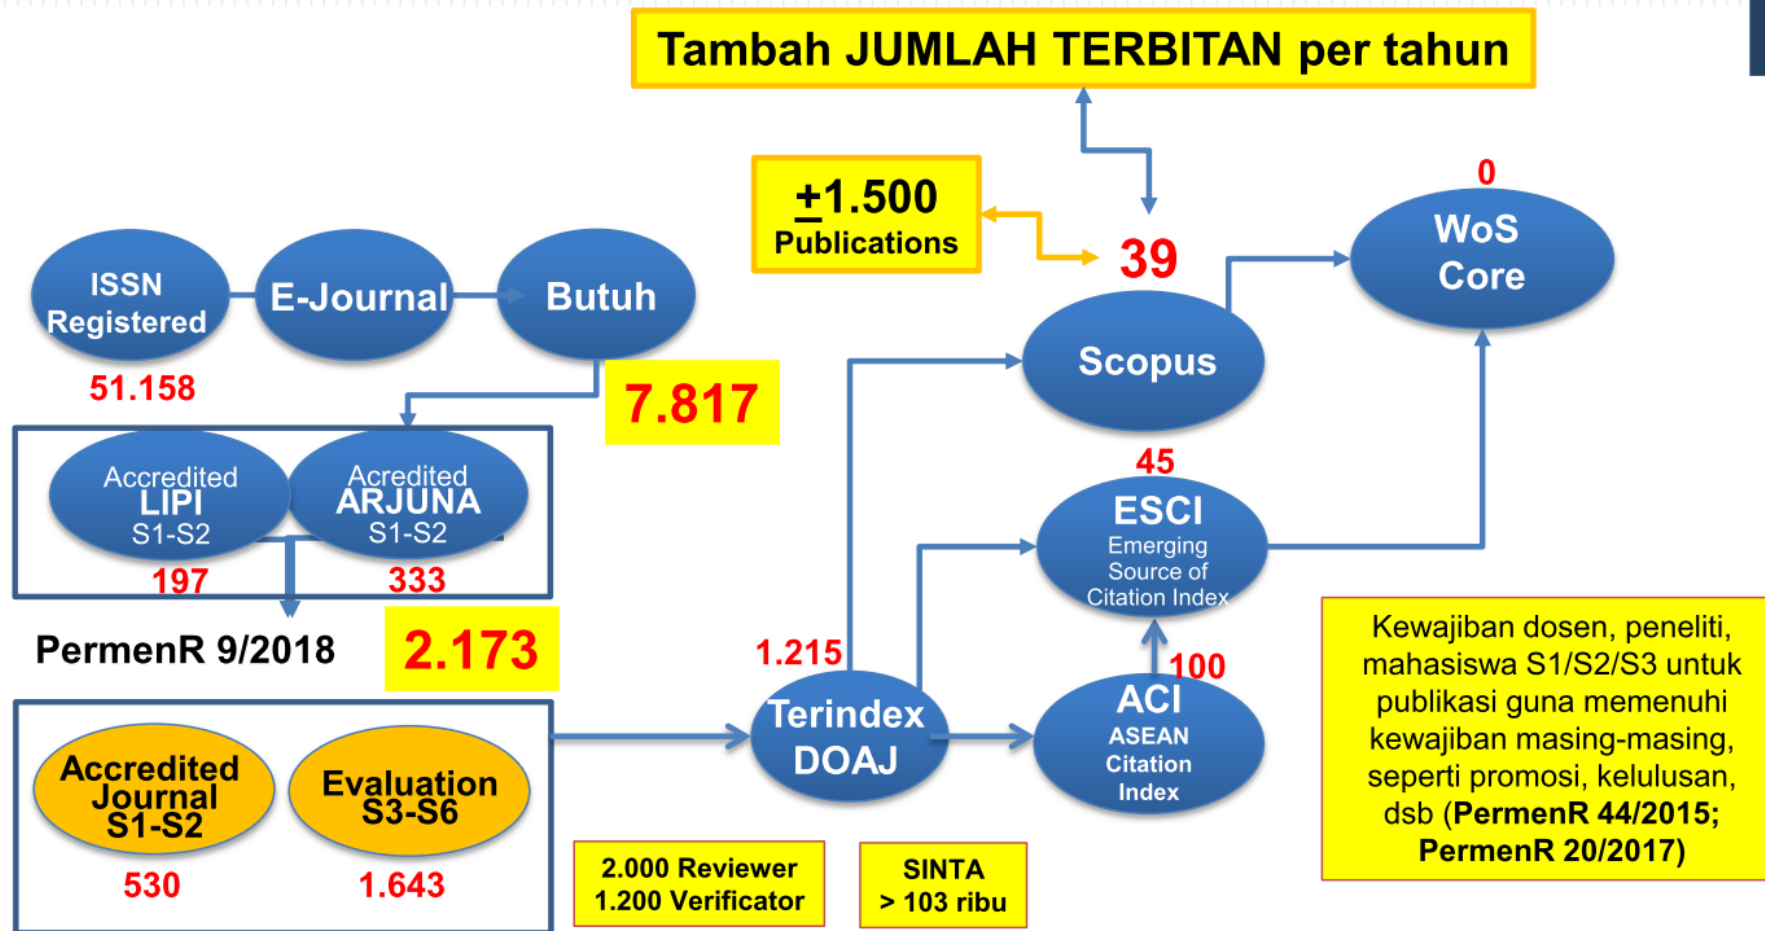 Tambah JUMLAH TERBITAN per tahun
±1.500
Publications
39
0
WoS
Core
ISSN
Registered
E-Journal
Butuh
51.158
7.817
Scopus
Accredited
LIPI
S1-S2
197
Acredited
ARJUNA
S1-S2
333
45
ESCI
Emerging
Source of
Citation Index
PermenR 9/2018
2.173
1.215
Terindex
DOAJ
100
ACI
ASEAN
Citation
Index
Kewajiban dosen, peneliti,
mahasiswa S1/S2/S3 untuk
publikasi guna memenuhi
kewajiban masing-masing,
seperti promosi, kelulusan,
dsb (PermenR 44/2015;
PermenR 20/2017)
Accredited
Journal
S1-S2
530
Evaluation
S3-S6
1.643
2.000 Reviewer
1.200 Verificator
SINTA
> 103 ribu